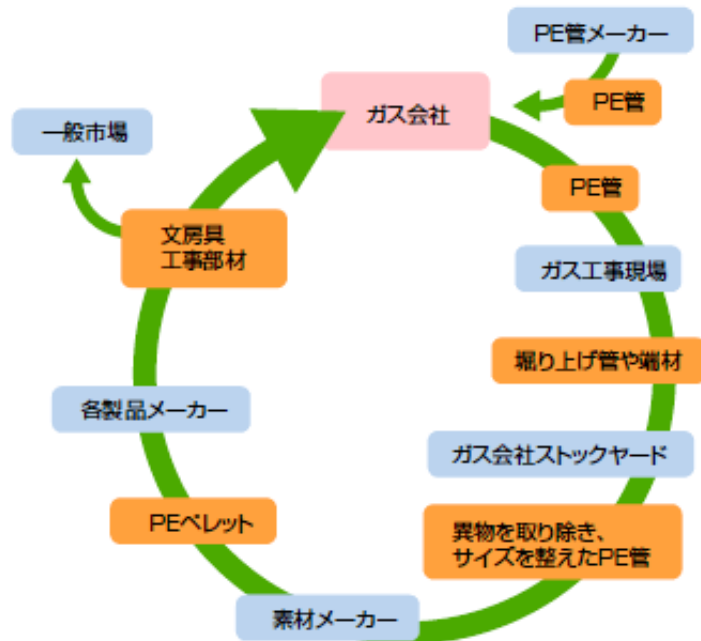 PE管メーカー
PE管
ガス会社
PE管
ガス工事現場
堀り上げ管や端材
ガス会社ストックヤード
異物を取り除き、
サイズを整えたPE管
素材メーカー
PEペレット
各製品メーカー
文房具
工事部材
一般市場